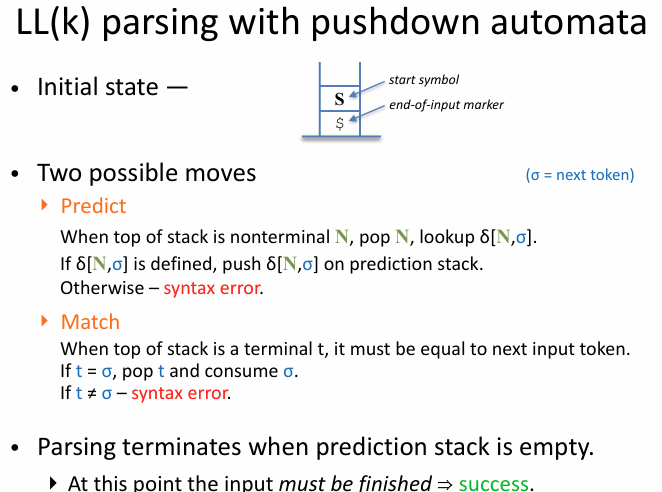 LL(k) parsing with pushdown automata
• Initial state —
start symbol
S
end-of-input marker
$
• Two possible moves
(σ = next token)
Predict
When top of stack is nonterminal N, pop N, lookup δ[N,σ].
If δ[N,σ] is defined, push δ[N,σ] on prediction stack.
Otherwise – syntax error.
Match
When top of stack is a terminal t, it must be equal to next input token.
If t = σ, pop t and consume σ.
If t ≠ σ – syntax error.
• Parsing terminates when prediction stack is empty.
At this point the input must be finished ⇒ success.